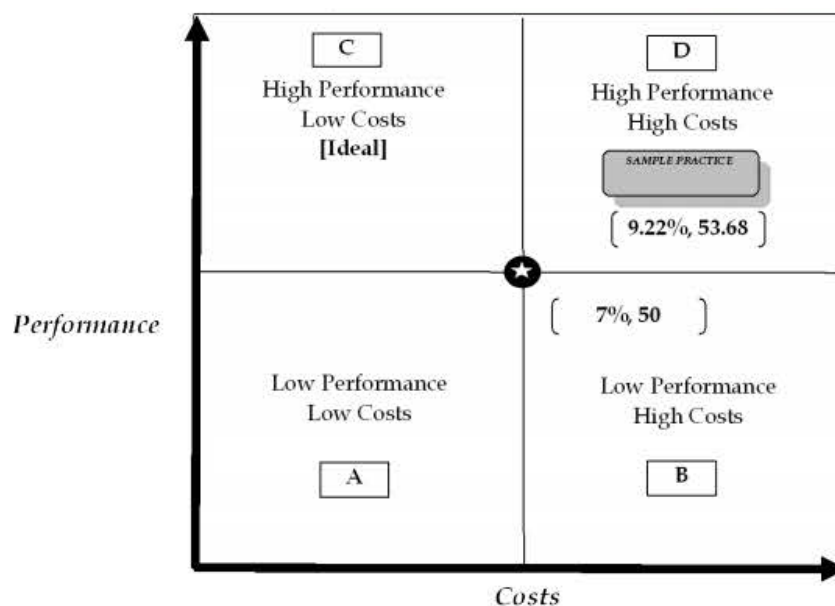 C
High Performance
Low Costs
[Ideal]
D
High Performance
High Costs
SAMPLE PRACTICE
[ 9.22%, 53.68 ]
[ 7%, 50 ]
Performance
Low Performance
Low Costs
A
Low Performance
High Costs
B
Costs